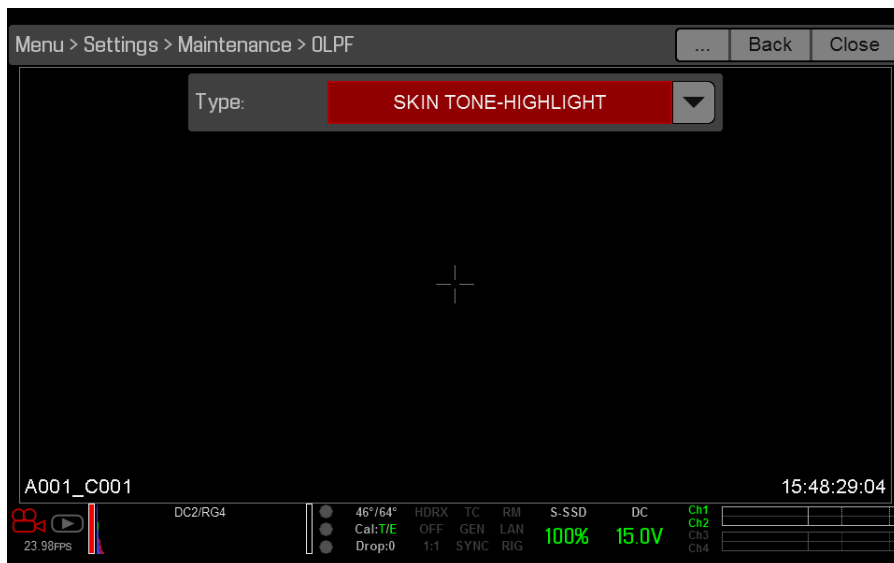 Menu > Settings > Maintenance > OLPF ... Back Close
Type: SKIN TONE-HIGHLIGHT
A001_C001 15:48:29:04
DC2/RG4 46°/64° HDRX TC RM S-SSD DC Ch1
Cal:T/E OFF GEN LAN 100% 15.0V Ch2
23.98FPS Drop:0 1:1 SYNC RIG Ch3
Ch4